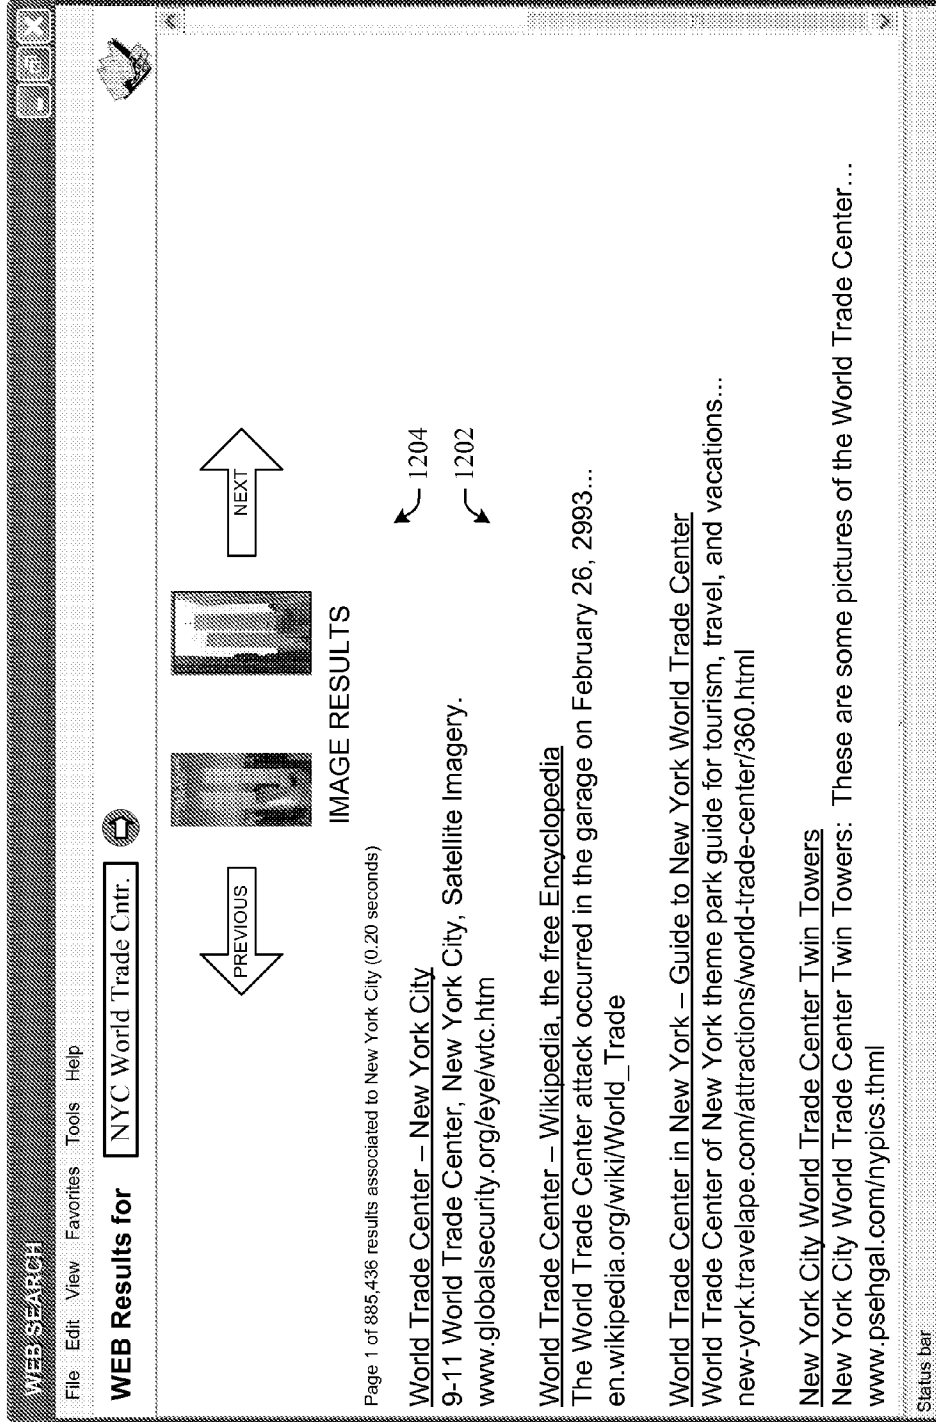 WEB SEARCH
File Edit View Favorites Tools Help
WEB Results for NYC World Trade Cntr.
PREVIOUS
NEXT
IMAGE RESULTS
Page 1 of 885,436 results associated to New York City (0.20 seconds)
World Trade Center – New York City
1204
9-11 World Trade Center, New York City, Satellite Imagery.
1202
www.globalsecurity.org/eye/wtc.htm
World Trade Center – Wikipedia, the free Encyclopedia
The World Trade Center attack occurred in the garage on February 26, 2993...
en.wikipedia.org/wiki/World_Trade
World Trade Center in New York – Guide to New York World Trade Center
World Trade Center of New York theme park guide for tourism, travel, and vacations...
new-york.travelape.com/attractions/world-trade-center/360.html
New York City World Trade Center Twin Towers
New York City World Trade Center Twin Towers: These are some pictures of the World Trade Center...
www.psehgal.com/nypics.thml
Status bar